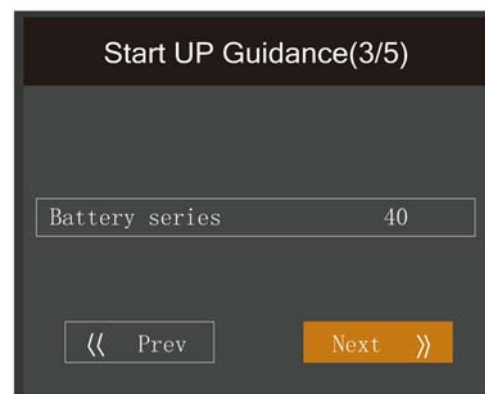 Start UP Guidance(3/5)
Battery series 40
⟪ Prev Next ⟫